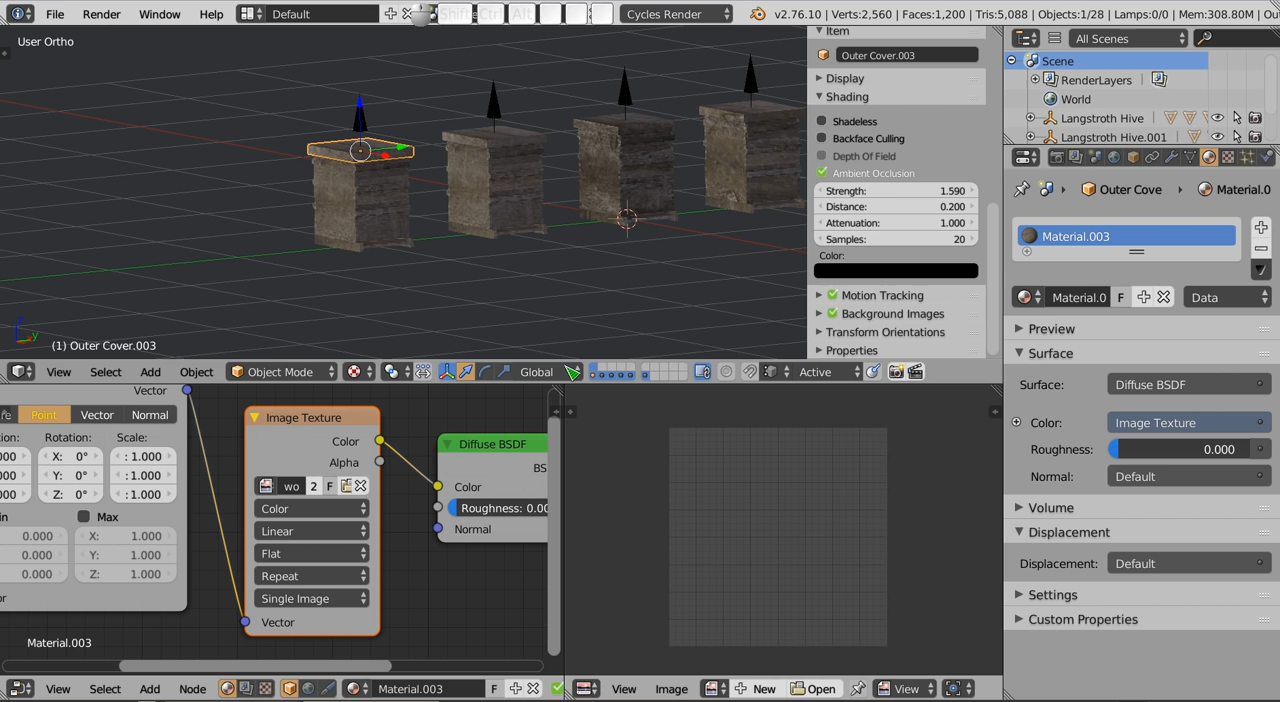 File Render Window Help Default Shift Ctrl Alt Cycles Render v2.76.10 | Verts:2,560 | Faces:1,200 | Tris:5,088 | Objects:1/28 | Lamps:0/0 | Mem:308.80M | Ou
User Ortho
Item
Outer Cover.003
Display
Shading
Shadeless
Backface Culling
Depth Of Field
Ambient Occlusion
Strength: 1.590
Distance: 0.200
Attenuation: 1.000
Samples: 20
Color:
Motion Tracking
Background Images
Transform Orientations
Properties
(1) Outer Cover.003
View Select Add Object Object Mode Global Active
All Scenes
Scene
RenderLayers
World
Langstroth Hive
Langstroth Hive.001
Outer Cove Material.0
Material.003
Material.0 F Data
Preview
Surface
Surface: Diffuse BSDF
Color: Image Texture
Roughness: 0.000
Normal: Default
Volume
Displacement
Displacement: Default
Settings
Custom Properties
Vector
Point Vector Normal
Rotation: Scale:
X: 0° : 1.000
Y: 0° : 1.000
Z: 0° : 1.000
Max
0.000 X: 1.000
0.000 Y: 1.000
0.000 Z: 1.000
Image Texture
Color
Alpha
wo 2 F
Color
Linear
Flat
Repeat
Single Image
Vector
Diffuse BSDF
BS
Color
Roughness: 0.00
Normal
Material.003
View Select Add Node Material.003 F
View Image New Open View